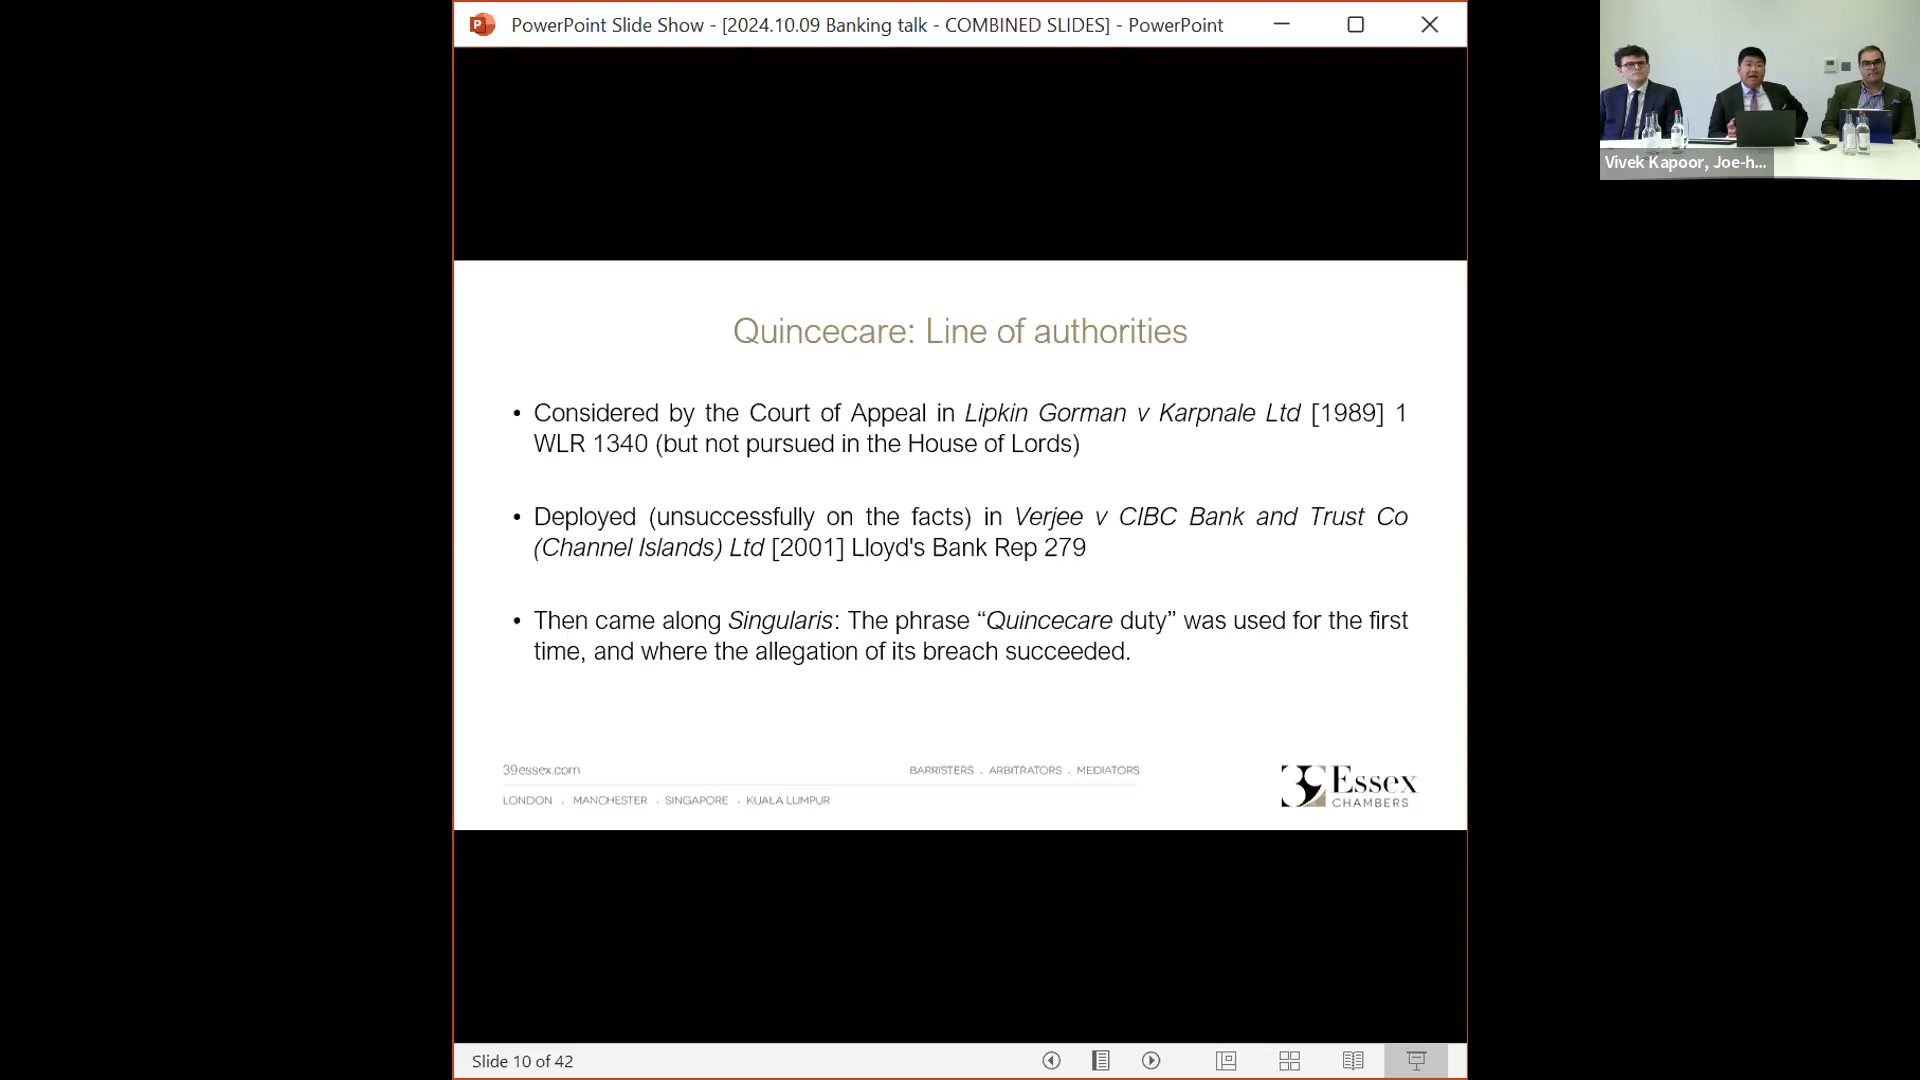 PowerPoint Slide Show - [2024.10.09 Banking talk - COMBINED SLIDES] - PowerPoint
Vivek Kapoor, Joe-h...
Quincecare: Line of authorities
• Considered by the Court of Appeal in Lipkin Gorman v Karpnale Ltd [1989] 1
WLR 1340 (but not pursued in the House of Lords)
• Deployed (unsuccessfully on the facts) in Verjee v CIBC Bank and Trust Co
(Channel Islands) Ltd [2001] Lloyd's Bank Rep 279
• Then came along Singularis: The phrase “Quincecare duty” was used for the first
time, and where the allegation of its breach succeeded.
39essex.com
BARRISTERS . ARBITRATORS . MEDIATORS
LONDON . MANCHESTER . SINGAPORE . KUALA LUMPUR
39 Essex
CHAMBERS
Slide 10 of 42